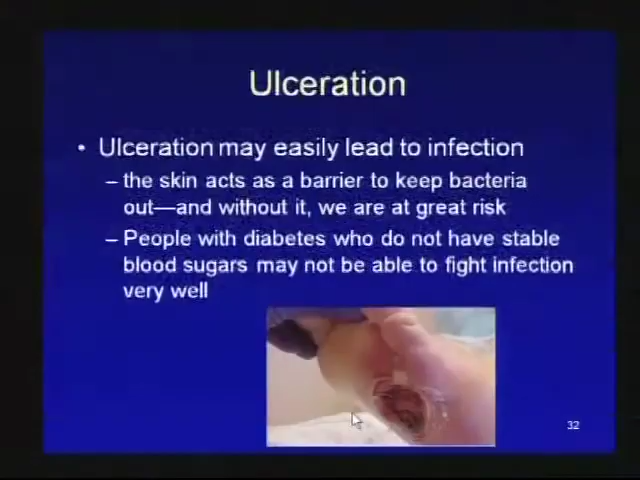 Ulceration
• Ulceration may easily lead to infection
– the skin acts as a barrier to keep bacteria
out—and without it, we are at great risk
– People with diabetes who do not have stable
blood sugars may not be able to fight infection
very well
32